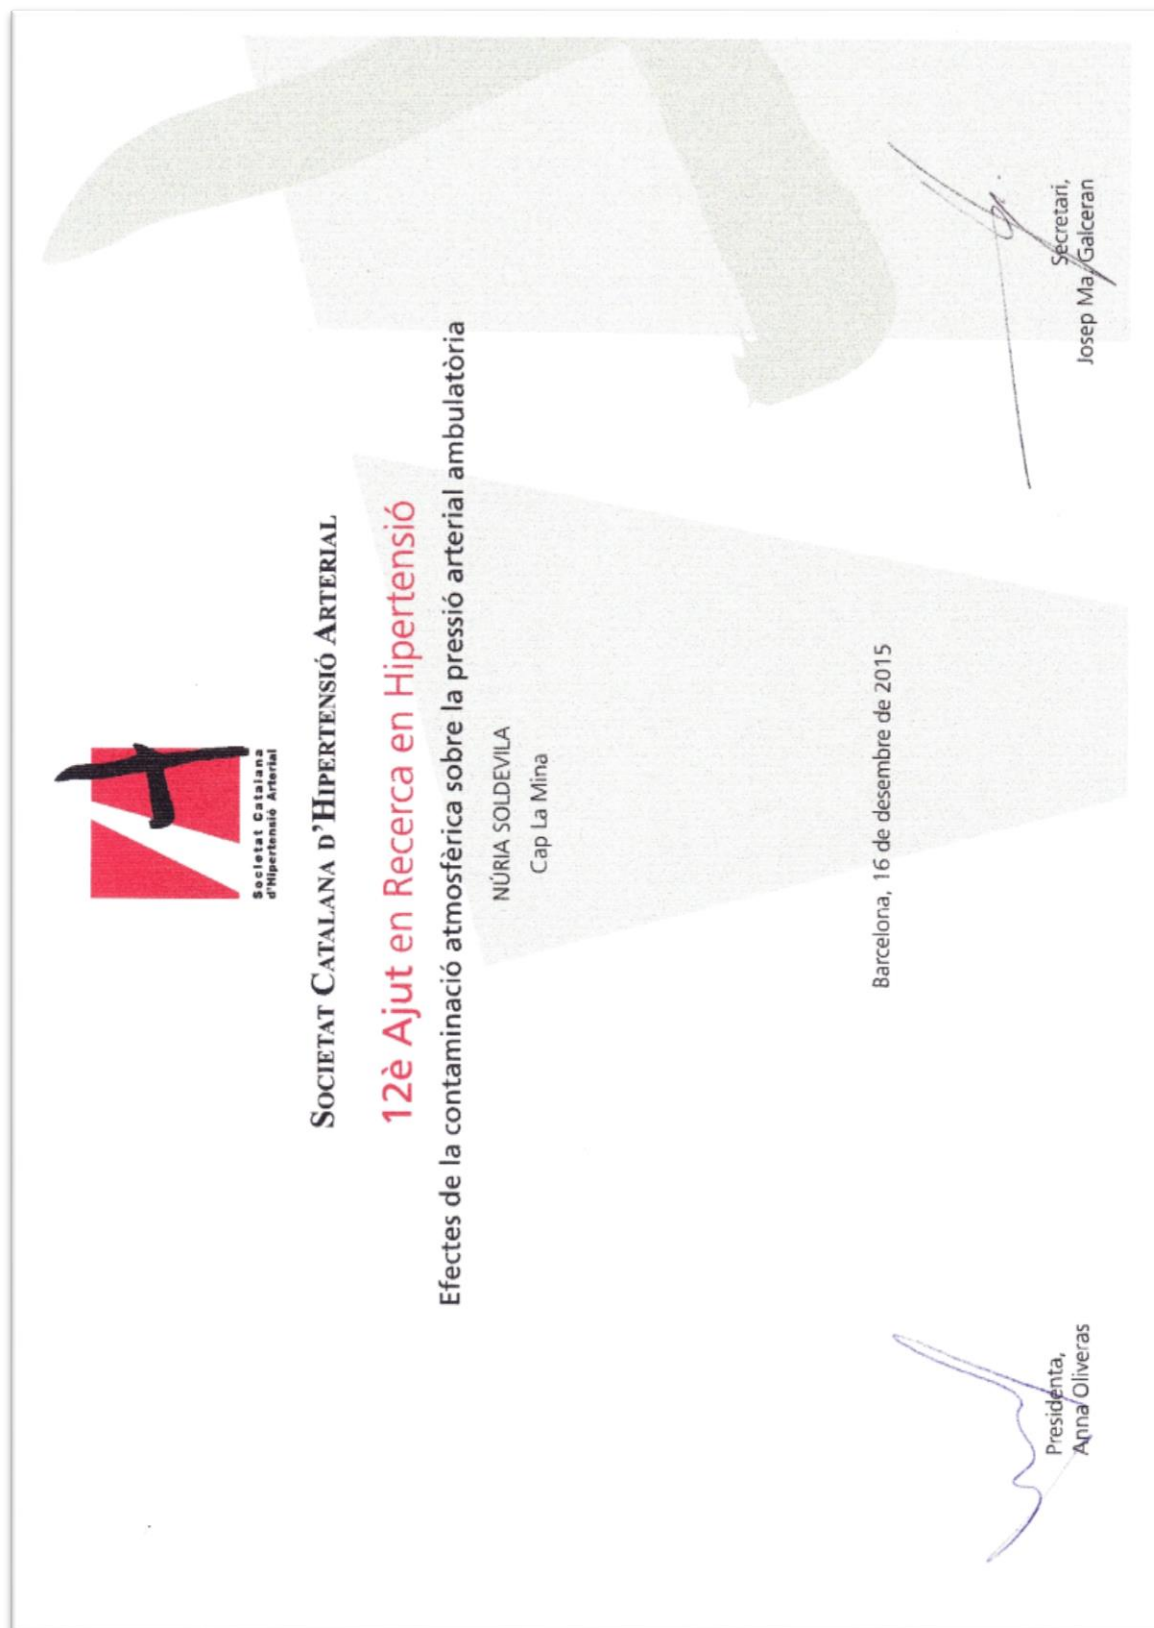 Societat Catalana
d'Hipertensió Arterial
SOCIETAT CATALANA D'HIPERTENSIÓ ARTERIAL
12è Ajut en Recerca en Hipertensió
Efectes de la contaminació atmosfèrica sobre la pressió arterial ambulatòria
NÚRIA SOLDEVILA
Cap La Mina
Barcelona, 16 de desembre de 2015
Presidenta,
Anna Oliveras
Secretari,
Josep Ma. Galceran